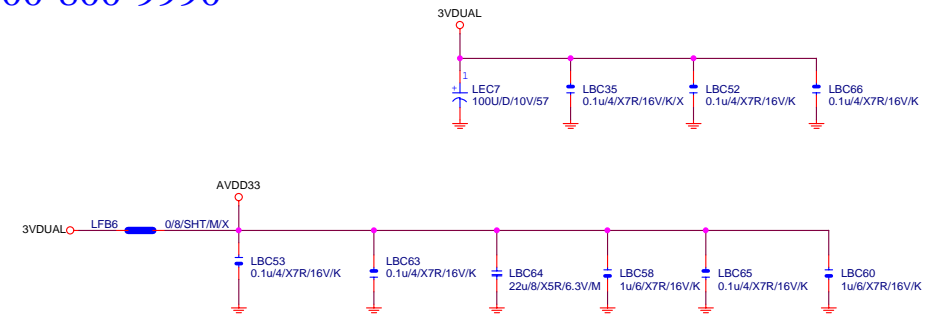 00-800-9990
3VDUAL
1
+
LEC7
100U/D/10V/57
LBC35
0.1u/4/X7R/16V/K/X
LBC52
0.1u/4/X7R/16V/K
LBC66
0.1u/4/X7R/16V/K
AVDD33
3VDUAL
LFB6
0/8/SHT/M/X
LBC53
0.1u/4/X7R/16V/K
LBC63
0.1u/4/X7R/16V/K
LBC64
22u/8/X5R/6.3V/M
LBC58
1u/6/X7R/16V/K
LBC65
0.1u/4/X7R/16V/K
LBC60
1u/6/X7R/16V/K